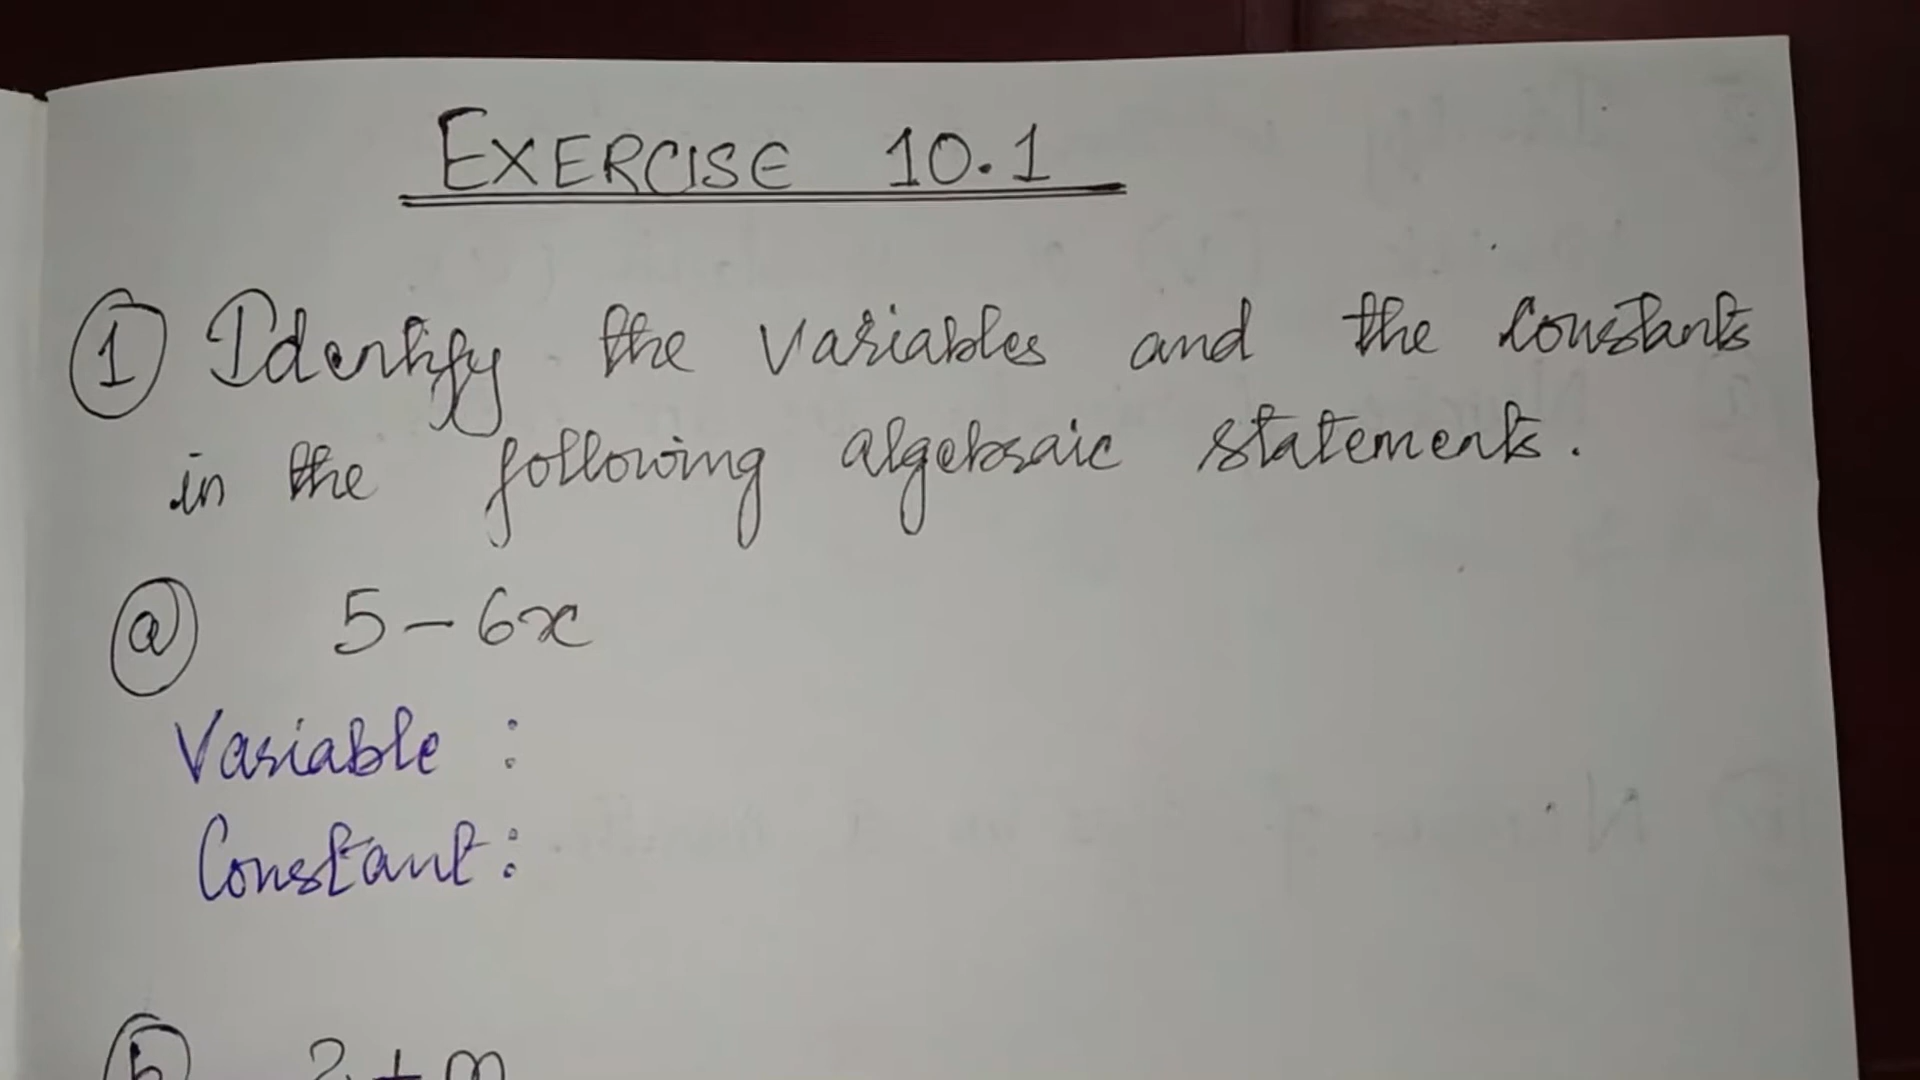 EXERCISE 10.1
① Identify the variables and the constants
in the following algebraic statements.
ⓐ 5 - 6x
Variable :
Constant :
ⓑ 2 + m